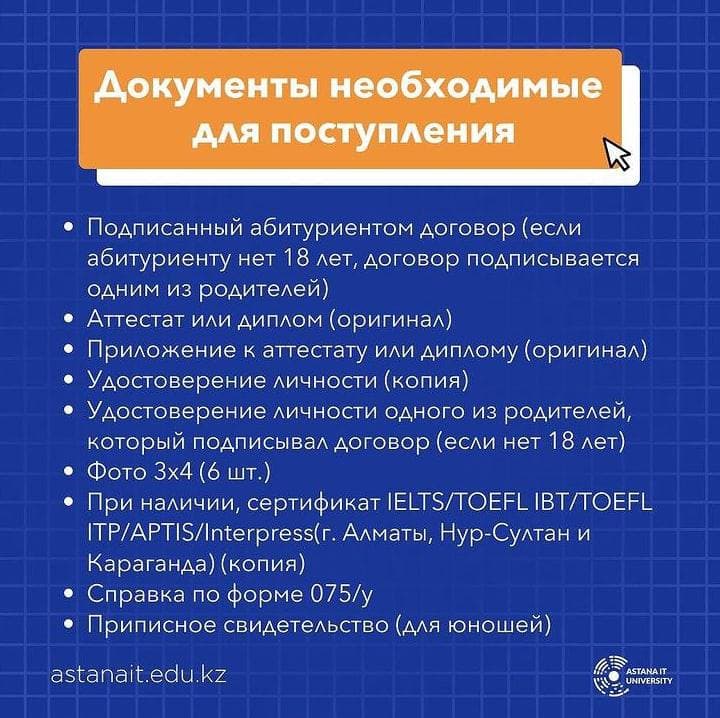 Документы необходимые
для поступления
• Подписанный абитуриентом договор (если
абитуриенту нет 18 лет, договор подписывается
одним из родителей)
• Аттестат или диплом (оригинал)
• Приложение к аттестату или диплому (оригинал)
• Удостоверение личности (копия)
• Удостоверение личности одного из родителей,
который подписывал договор (если нет 18 лет)
• Фото 3х4 (6 шт.)
• При наличии, сертификат IELTS/TOEFL IBT/TOEFL
ITP/APTIS/Interpress(г. Алматы, Нур-Султан и
Караганда) (копия)
• Справка по форме 075/у
• Приписное свидетельство (для юношей)
astanait.edu.kz
ASTANA IT
UNIVERSITY